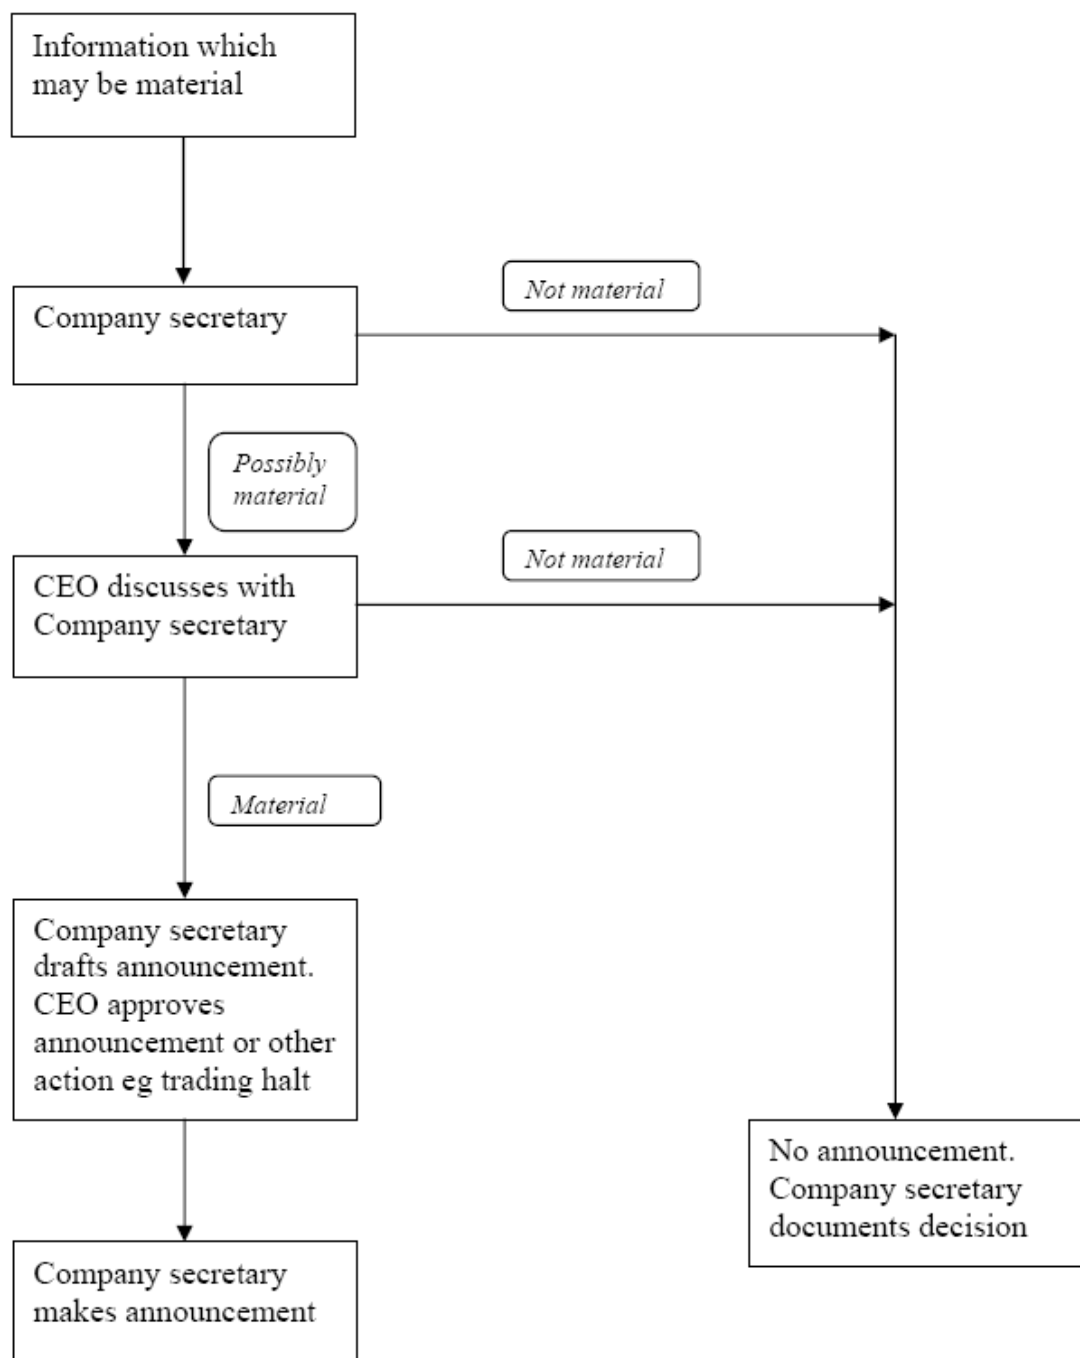 Information which
may be material
Not material
Company secretary
Possibly
material
Not material
CEO discusses with
Company secretary
Material
Company secretary
drafts announcement.
CEO approves
announcement or other
action eg trading halt
No announcement.
Company secretary
documents decision
Company secretary
makes announcement